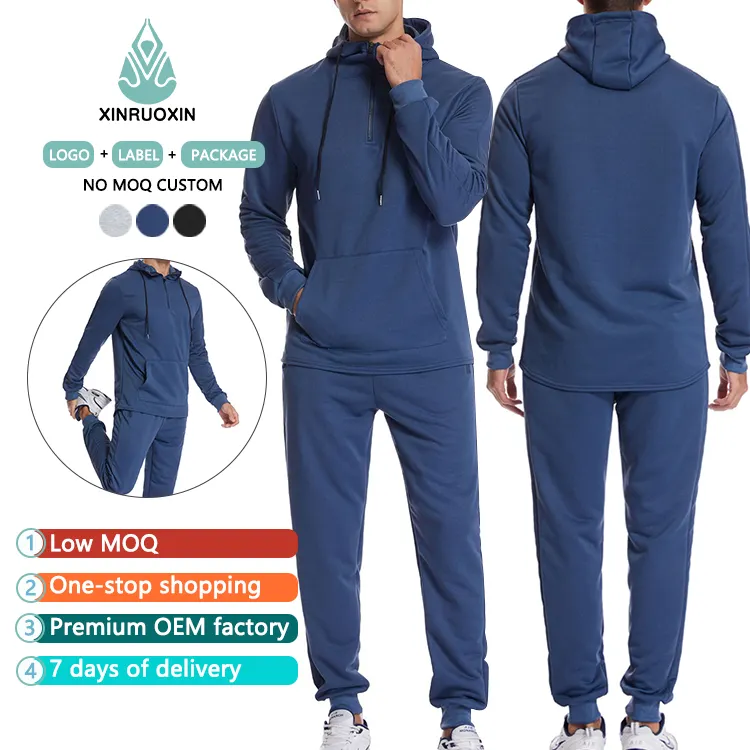 XINRUOXIN
LOGO + LABEL + PACKAGE
NO MOQ CUSTOM
1 Low MOQ
2 One-stop shopping
3 Premium OEM factory
4 7 days of delivery